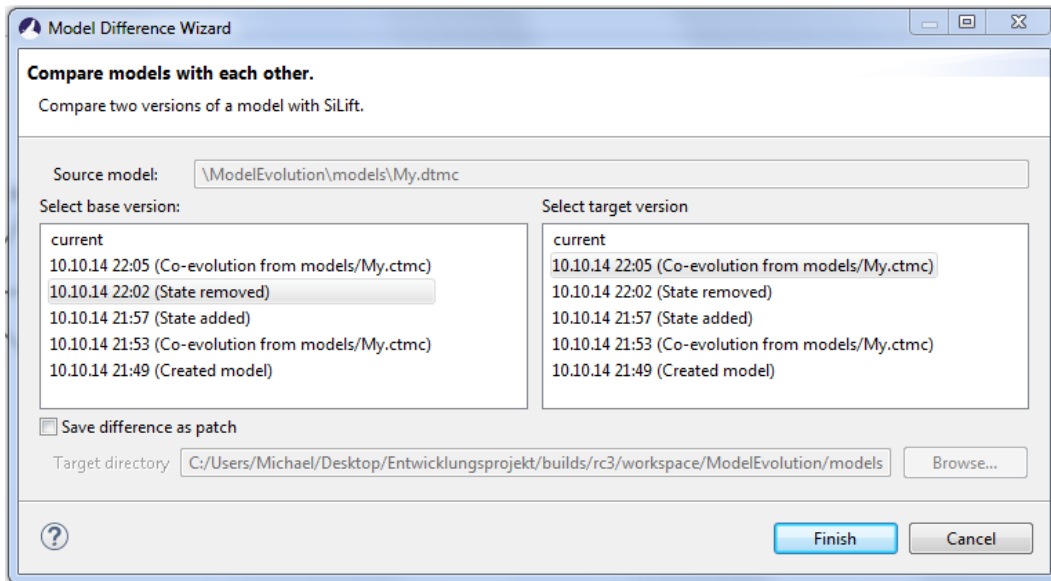 Model Difference Wizard
Compare models with each other.
Compare two versions of a model with SiLift.
Source model: \ModelEvolution\models\My.dtmc
Select base version:
current
10.10.14 22:05 (Co-evolution from models/My.ctmc)
10.10.14 22:02 (State removed)
10.10.14 21:57 (State added)
10.10.14 21:53 (Co-evolution from models/My.ctmc)
10.10.14 21:49 (Created model)
Select target version
current
10.10.14 22:05 (Co-evolution from models/My.ctmc)
10.10.14 22:02 (State removed)
10.10.14 21:57 (State added)
10.10.14 21:53 (Co-evolution from models/My.ctmc)
10.10.14 21:49 (Created model)
Save difference as patch
Target directory C:/Users/Michael/Desktop/Entwicklungsprojekt/builds/rc3/workspace/ModelEvolution/models Browse...
? Finish Cancel